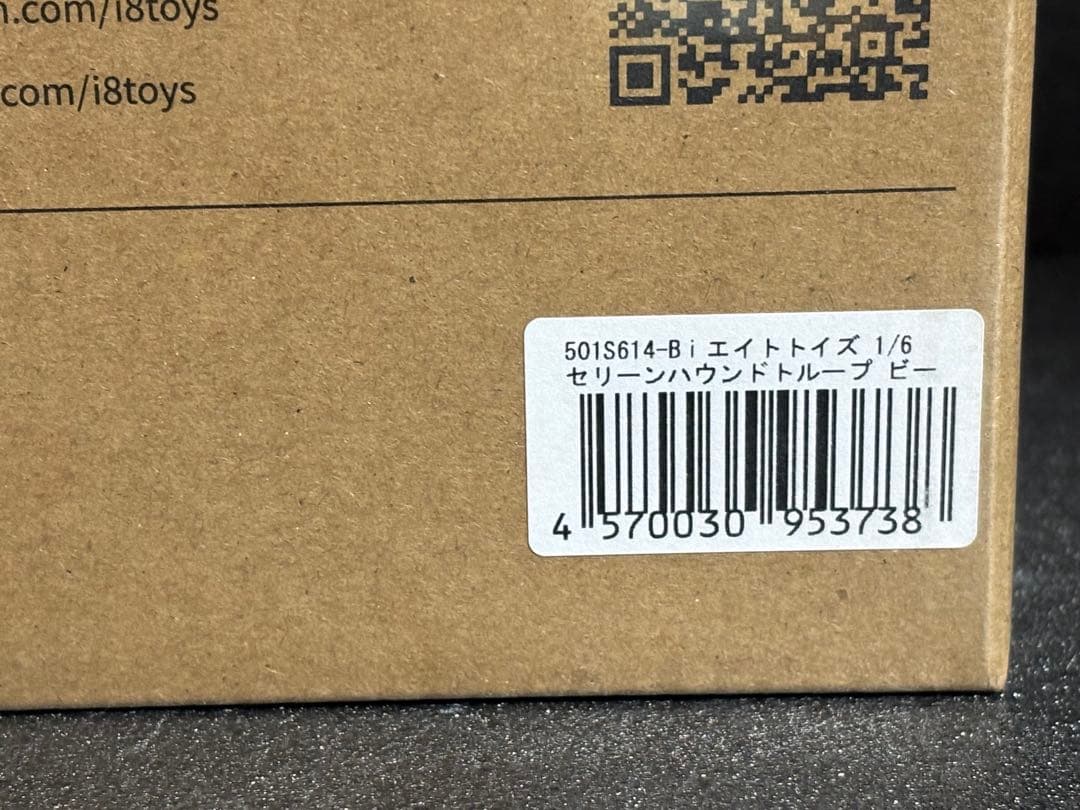 n.com/i8toys
com/i8toys
501S614-B i エイトトイズ 1/6
セリーンハウンドトループ ビー
4 570030 953738